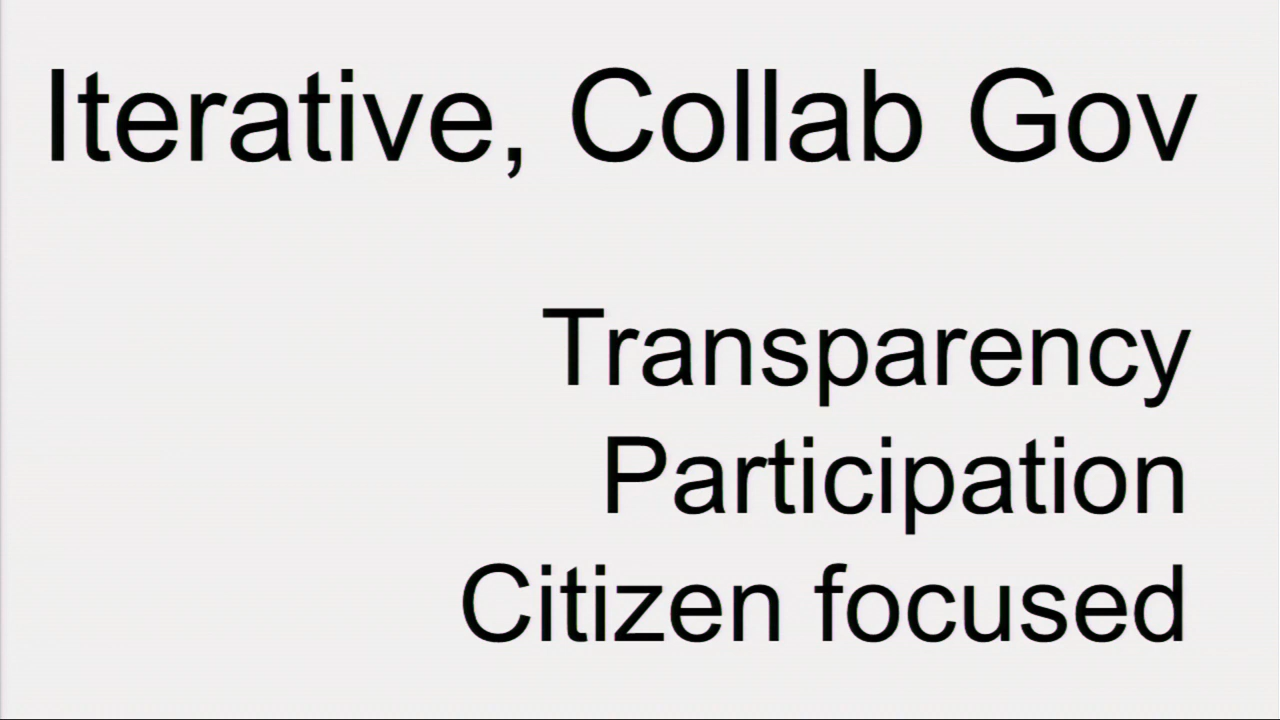 Iterative, Collab Gov
Transparency
Participation
Citizen focused